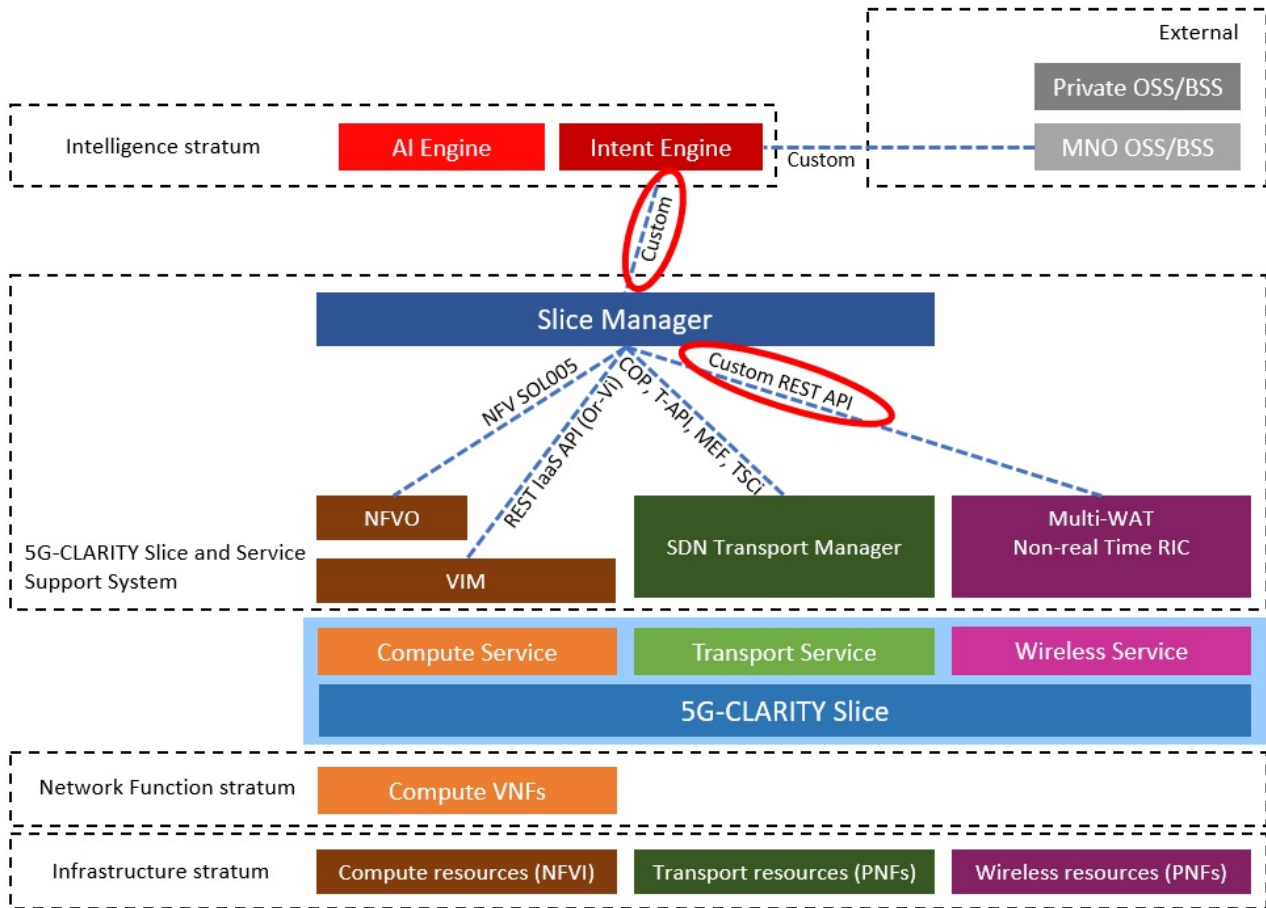 External
Private OSS/BSS
Intelligence stratum
AI Engine
Intent Engine
Custom
MNO OSS/BSS
Custom
Slice Manager
NFV SOL005
REST IaaS API (Or-Vi)
COP, T-API, MEF, TSCi
Custom REST API
NFVO
VIM
SDN Transport Manager
Multi-WAT
Non-real Time RIC
5G-CLARITY Slice and Service
Support System
Compute Service
Transport Service
Wireless Service
5G-CLARITY Slice
Network Function stratum
Compute VNFs
Infrastructure stratum
Compute resources (NFVI)
Transport resources (PNFs)
Wireless resources (PNFs)